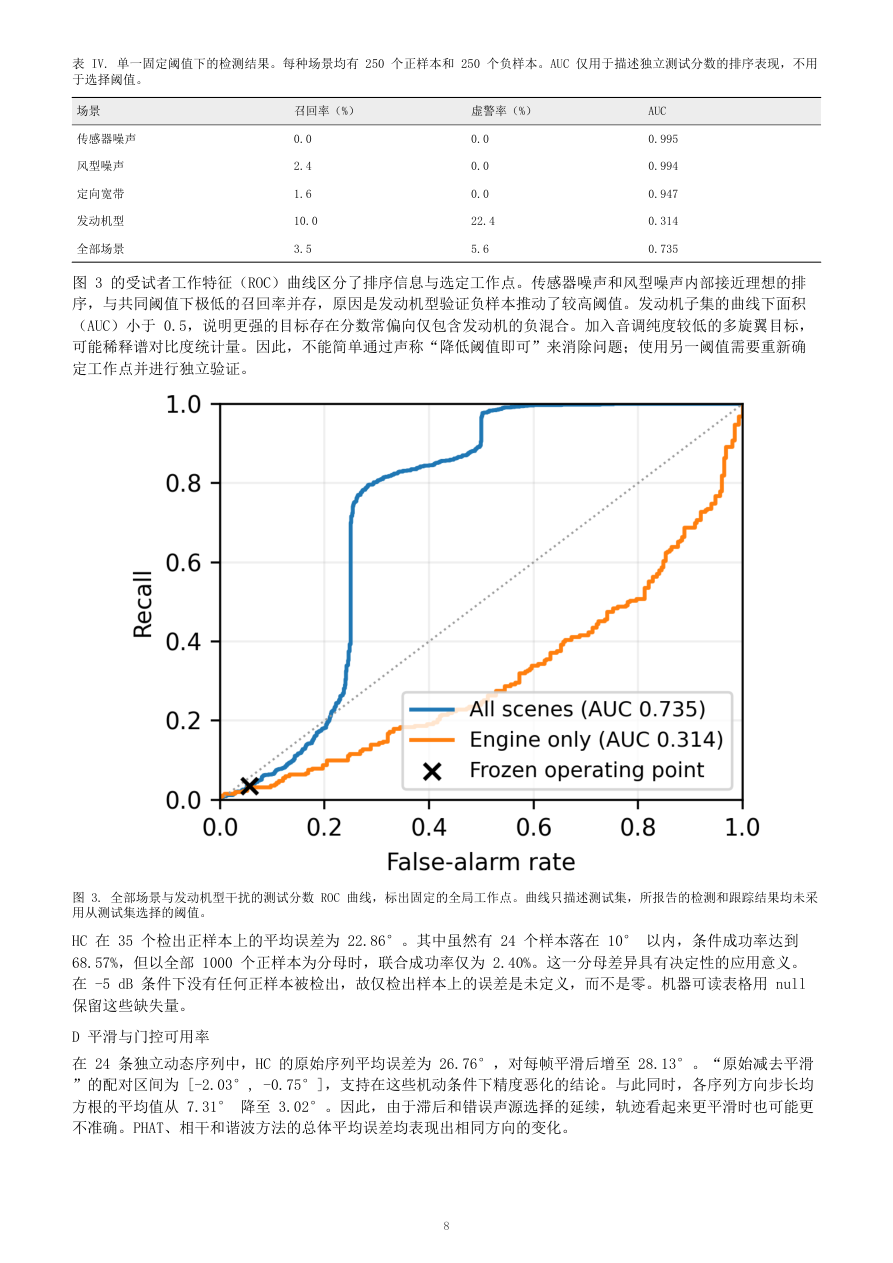 表 IV. 单一固定阈值下的检测结果。每种场景均有 250 个正样本和 250 个负样本。AUC 仅用于描述独立测试分数的排序表现，不用
于选择阈值。
场景 召回率（%） 虚警率（%） AUC
传感器噪声 0.0 0.0 0.995
风型噪声 2.4 0.0 0.994
定向宽带 1.6 0.0 0.947
发动机型 10.0 22.4 0.314
全部场景 3.5 5.6 0.735
图 3 的受试者工作特征（ROC）曲线区分了排序信息与选定工作点。传感器噪声和风型噪声内部接近理想的排
序，与共同阈值下极低的召回率并存，原因是发动机型验证负样本推动了较高阈值。发动机子集的曲线下面积
（AUC）小于 0.5，说明更强的目标存在分数常偏向仅包含发动机的负混合。加入音调纯度较低的多旋翼目标，
可能稀释谱对比度统计量。因此，不能简单通过声称“降低阈值即可”来消除问题；使用另一阈值需要重新确
定工作点并进行独立验证。
1.0
0.8
0.6
0.4
0.2
0.0
Recall
All scenes (AUC 0.735)
Engine only (AUC 0.314)
Frozen operating point
0.0 0.2 0.4 0.6 0.8 1.0
False-alarm rate
图 3. 全部场景与发动机型干扰的测试分数 ROC 曲线，标出固定的全局工作点。曲线只描述测试集，所报告的检测和跟踪结果均未采
用从测试集选择的阈值。
HC 在 35 个检出正样本上的平均误差为 22.86°。其中虽然有 24 个样本落在 10° 以内，条件成功率达到
68.57%，但以全部 1000 个正样本为分母时，联合成功率仅为 2.40%。这一分母差异具有决定性的应用意义。
在 -5 dB 条件下没有任何正样本被检出，故仅检出样本上的误差是未定义，而不是零。机器可读表格用 null
保留这些缺失量。
D 平滑与门控可用率
在 24 条独立动态序列中，HC 的原始序列平均误差为 26.76°，对每帧平滑后增至 28.13°。“原始减去平滑
”的配对区间为 [-2.03°, -0.75°]，支持在这些机动条件下精度恶化的结论。与此同时，各序列方向步长均
方根的平均值从 7.31° 降至 3.02°。因此，由于滞后和错误声源选择的延续，轨迹看起来更平滑时也可能更
不准确。PHAT、相干和谐波方法的总体平均误差均表现出相同方向的变化。
8